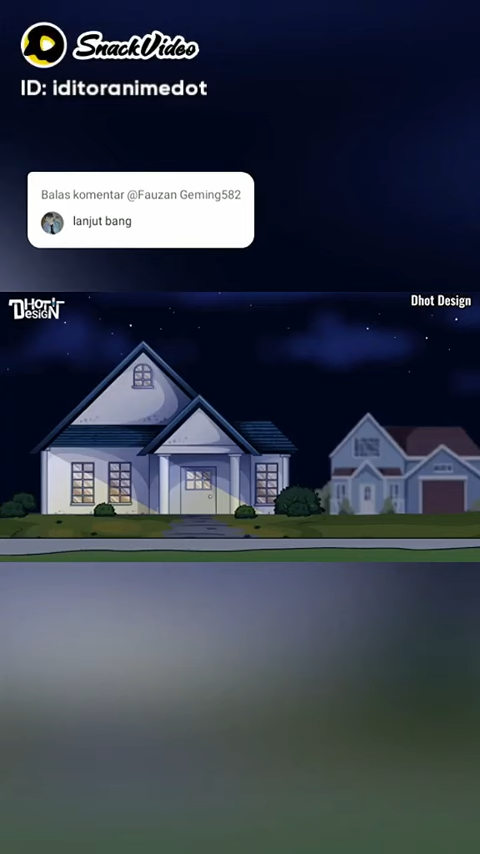 SnackVideo
ID: iditoranimedot
Balas komentar @Fauzan Geming582
lanjut bang
DHOT DESIGN
Dhot Design